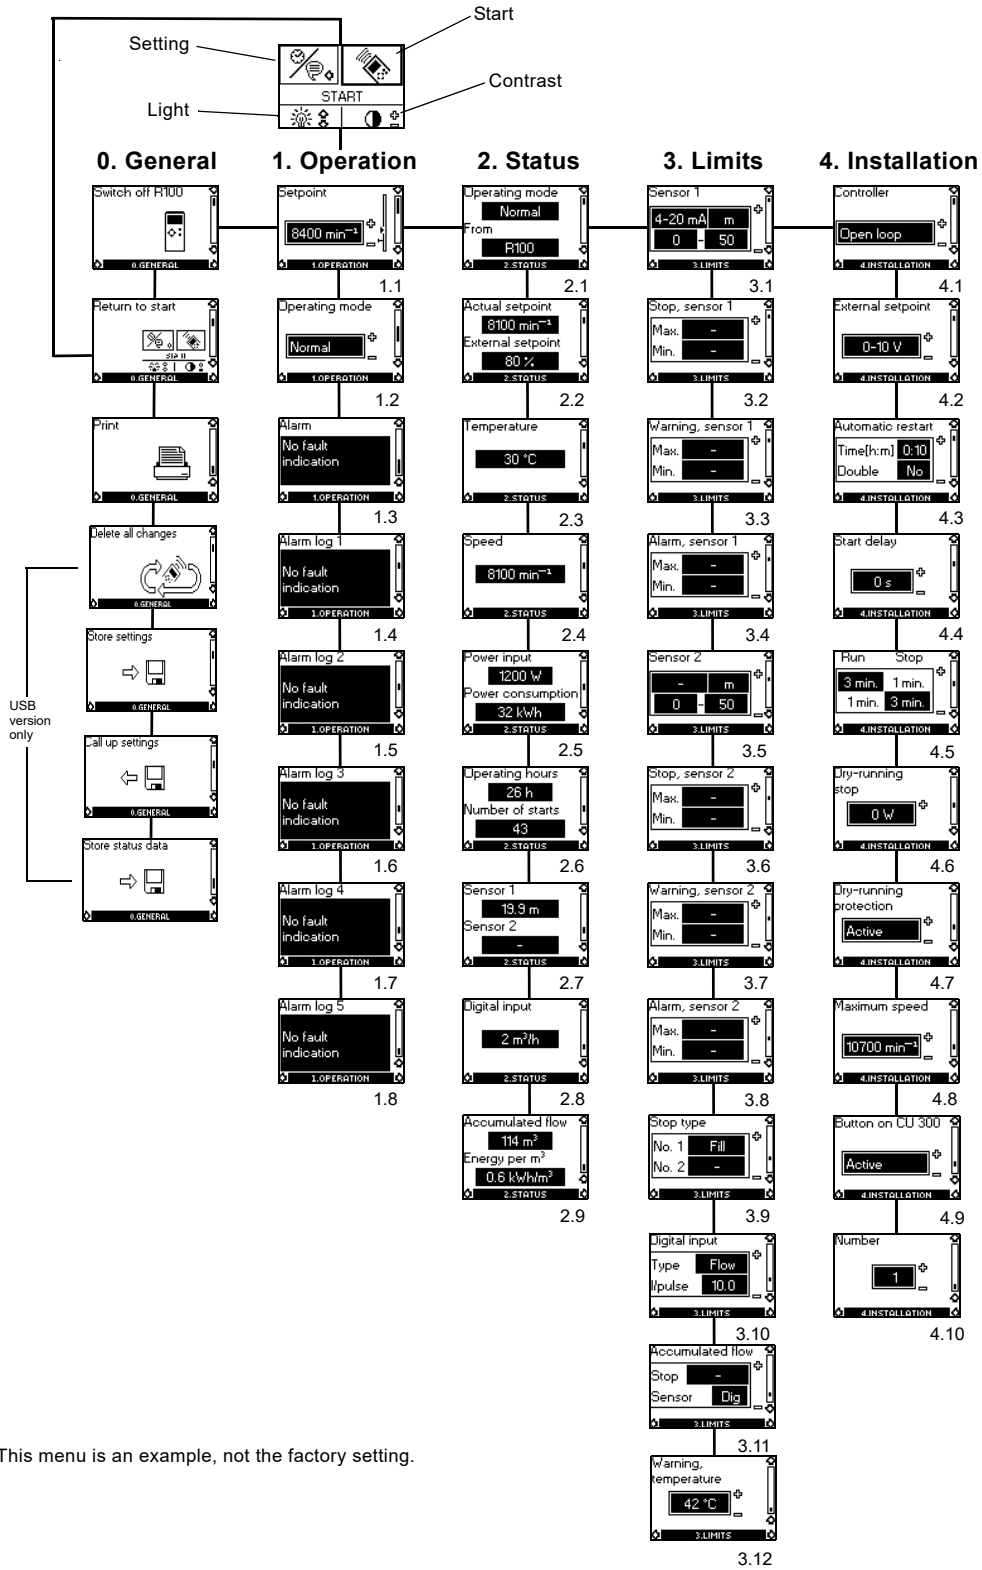 Start
Setting
Contrast
Light
START
0. General
1. Operation
2. Status
3. Limits
4. Installation
Switch off R100
0.GENERAL
Return to start
START
0.GENERAL
Print
0.GENERAL
Delete all changes
0.GENERAL
Store settings
0.GENERAL
Call up settings
0.GENERAL
Store status data
0.GENERAL
USB
version
only
Setpoint
8400 min⁻¹
1.OPERATION
1.1
Operating mode
Normal
1.OPERATION
1.2
Alarm
No fault
indication
1.OPERATION
1.3
Alarm log 1
No fault
indication
1.OPERATION
1.4
Alarm log 2
No fault
indication
1.OPERATION
1.5
Alarm log 3
No fault
indication
1.OPERATION
1.6
Alarm log 4
No fault
indication
1.OPERATION
1.7
Alarm log 5
No fault
indication
1.OPERATION
1.8
Operating mode
Normal
From
R100
2.STATUS
2.1
Actual setpoint
8100 min⁻¹
External setpoint
80 %
2.STATUS
2.2
Temperature
30 °C
2.STATUS
2.3
Speed
8100 min⁻¹
2.STATUS
2.4
Power input
1200 W
Power consumption
32 kWh
2.STATUS
2.5
Operating hours
26 h
Number of starts
43
2.STATUS
2.6
Sensor 1
19.9 m
Sensor 2
-
2.STATUS
2.7
Digital input
2 m³/h
2.STATUS
2.8
Accumulated flow
114 m³
Energy per m³
0.6 kWh/m³
2.STATUS
2.9
Sensor 1
4-20 mA m
0 - 50
3.LIMITS
3.1
Stop, sensor 1
Max. -
Min. -
3.LIMITS
3.2
Warning, sensor 1
Max. -
Min. -
3.LIMITS
3.3
Alarm, sensor 1
Max. -
Min. -
3.LIMITS
3.4
Sensor 2
- m
0 - 50
3.LIMITS
3.5
Stop, sensor 2
Max. -
Min. -
3.LIMITS
3.6
Warning, sensor 2
Max. -
Min. -
3.LIMITS
3.7
Alarm, sensor 2
Max. -
Min. -
3.LIMITS
3.8
Stop type
No. 1 Fill
No. 2 -
3.LIMITS
3.9
Digital input
Type Flow
l/pulse 10.0
3.LIMITS
3.10
Accumulated flow
Stop -
Sensor Dig
3.LIMITS
3.11
Warning,
temperature
42 °C
3.LIMITS
3.12
Controller
Open loop
4.INSTALLATION
4.1
External setpoint
0-10 V
4.INSTALLATION
4.2
Automatic restart
Time[h:m] 0:10
Double No
4.INSTALLATION
4.3
Start delay
0 s
4.INSTALLATION
4.4
Run Stop
3 min. 1 min.
1 min. 3 min.
4.INSTALLATION
4.5
Dry-running
stop
0 W
4.INSTALLATION
4.6
Dry-running
protection
Active
4.INSTALLATION
4.7
Maximum speed
10700 min⁻¹
4.INSTALLATION
4.8
Button on CU 300
Active
4.INSTALLATION
4.9
Number
1
4.INSTALLATION
4.10
This menu is an example, not the factory setting.